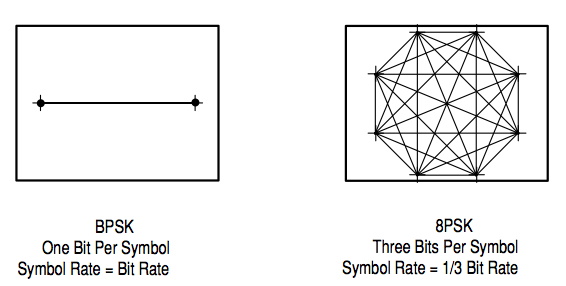 BPSK
One Bit Per Symbol
Symbol Rate = Bit Rate
8PSK
Three Bits Per Symbol
Symbol Rate = 1/3 Bit Rate